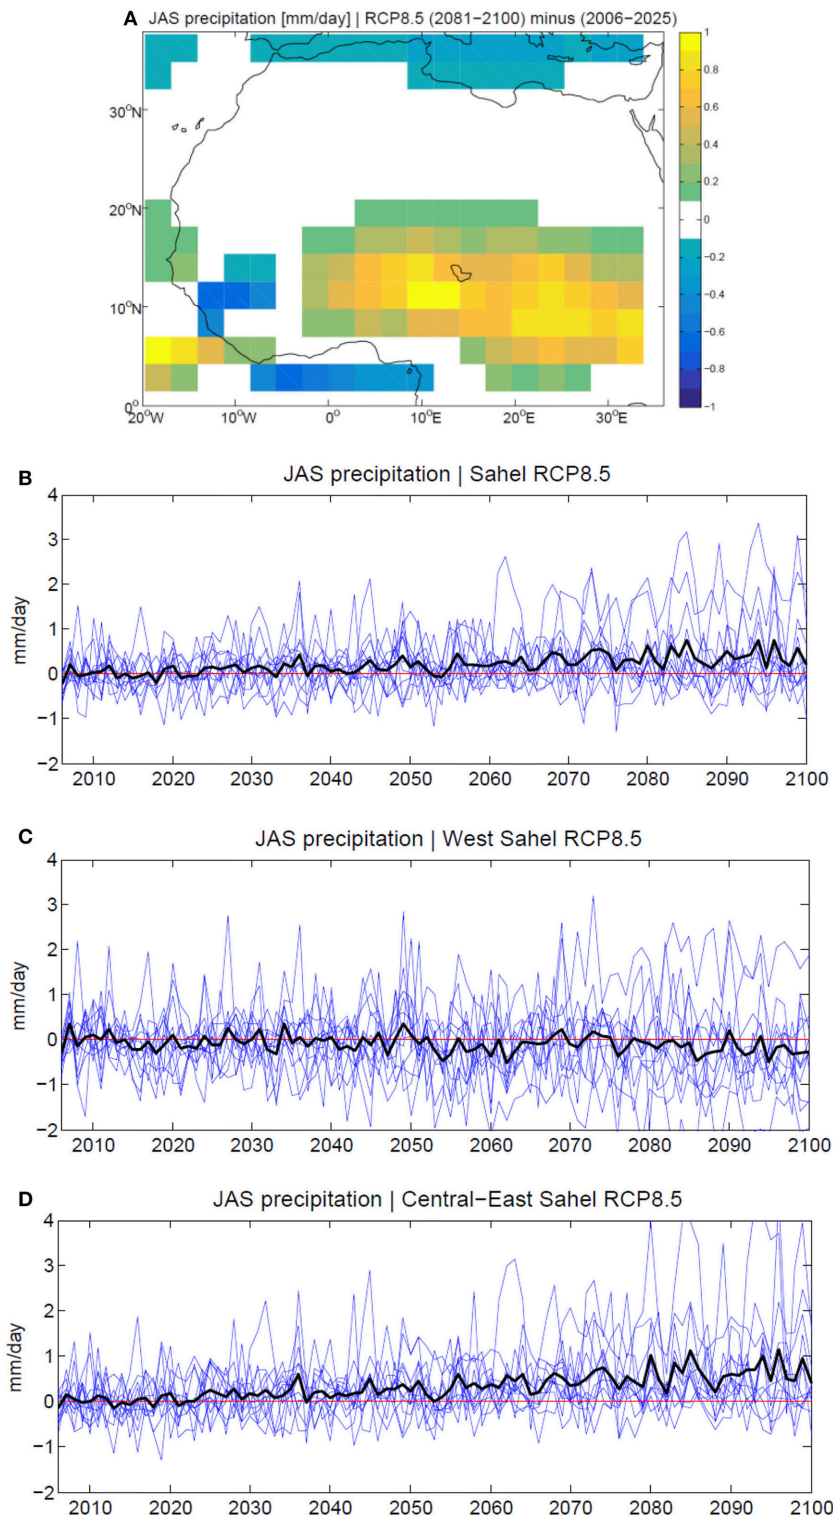 A
JAS precipitation [mm/day] | RCP8.5 (2081−2100) minus (2006−2025)
1
0.8
0.6
0.4
0.2
0
−0.2
−0.4
−0.6
−0.8
−1
30°N
20°N
10°N
0°
20°W 10°W 0° 10°E 20°E 30°E
B
JAS precipitation | Sahel RCP8.5
mm/day
4
3
2
1
0
−1
−2
2010 2020 2030 2040 2050 2060 2070 2080 2090 2100
C
JAS precipitation | West Sahel RCP8.5
mm/day
4
3
2
1
0
−1
−2
2010 2020 2030 2040 2050 2060 2070 2080 2090 2100
D
JAS precipitation | Central−East Sahel RCP8.5
mm/day
4
3
2
1
0
−1
−2
2010 2020 2030 2040 2050 2060 2070 2080 2090 2100